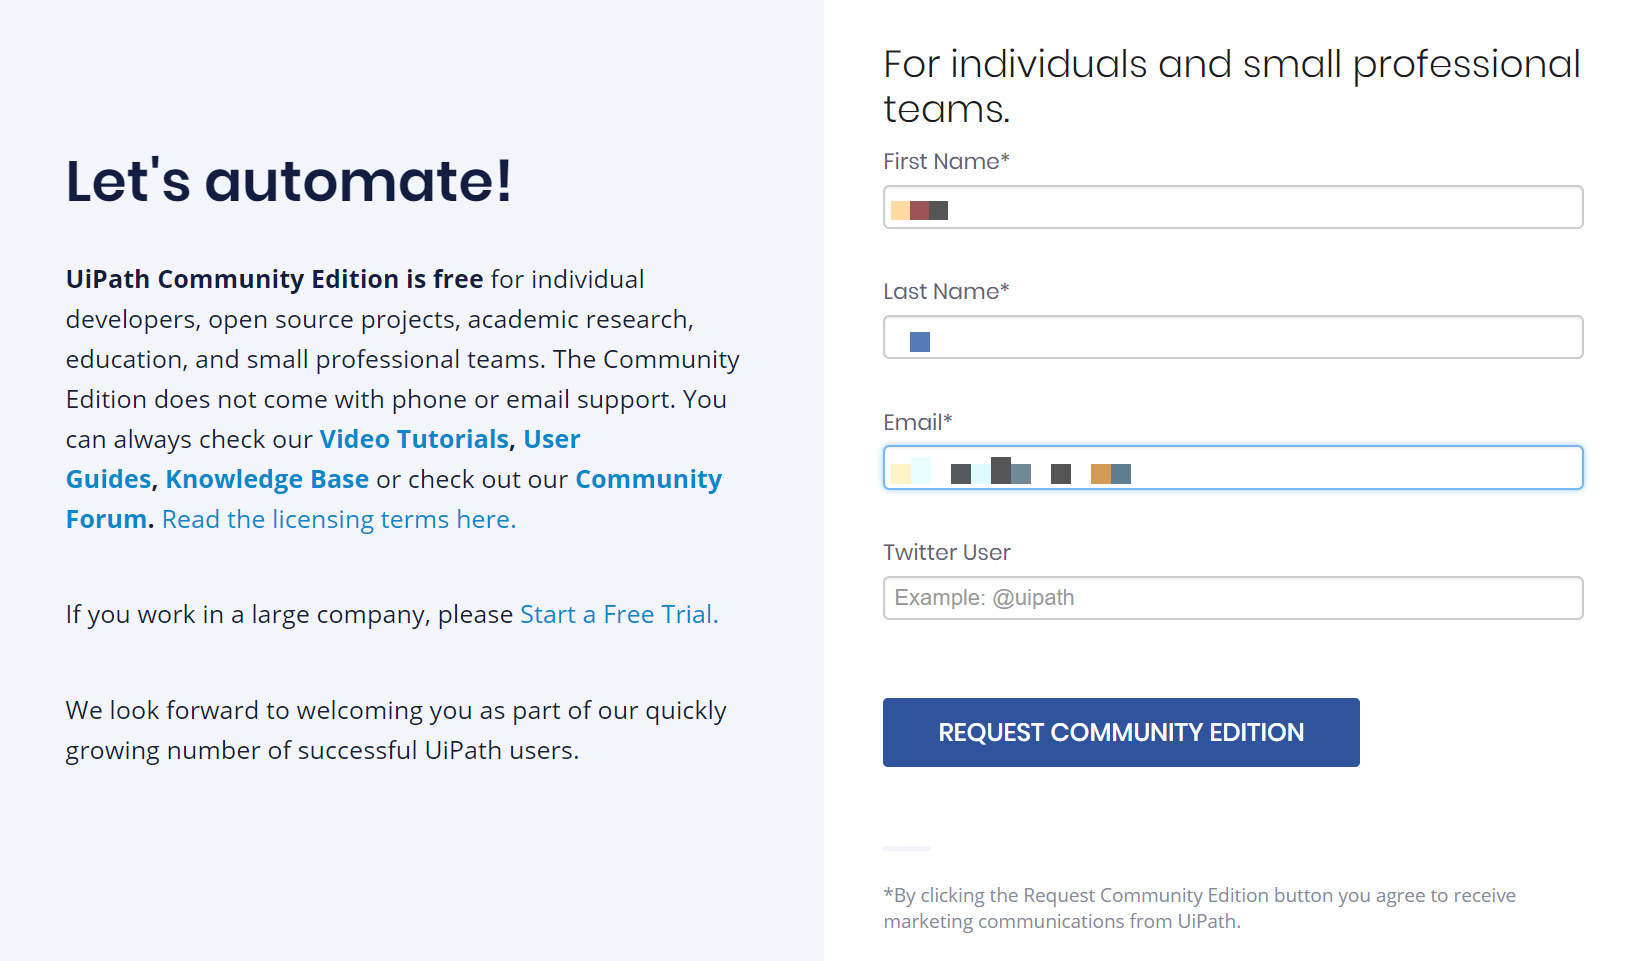 Let's automate!
UiPath Community Edition is free for individual
developers, open source projects, academic research,
education, and small professional teams. The Community
Edition does not come with phone or email support. You
can always check our Video Tutorials, User
Guides, Knowledge Base or check out our Community
Forum. Read the licensing terms here.
If you work in a large company, please Start a Free Trial.
We look forward to welcoming you as part of our quickly
growing number of successful UiPath users.
For individuals and small professional
teams.
First Name*
Last Name*
Email*
Twitter User
Example: @uipath
REQUEST COMMUNITY EDITION
*By clicking the Request Community Edition button you agree to receive
marketing communications from UiPath.